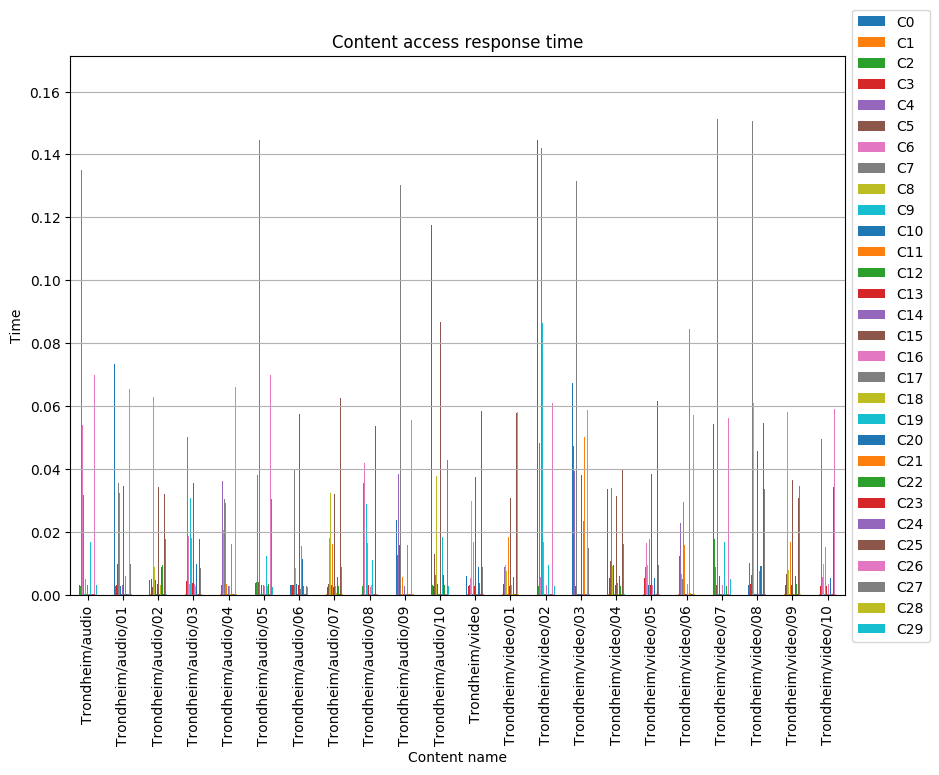 Content access response time
Time
0.16
0.14
0.12
0.10
0.08
0.06
0.04
0.02
0.00
Trondheim/audio
Trondheim/audio/01
Trondheim/audio/02
Trondheim/audio/03
Trondheim/audio/04
Trondheim/audio/05
Trondheim/audio/06
Trondheim/audio/07
Trondheim/audio/08
Trondheim/audio/09
Trondheim/audio/10
Trondheim/video
Trondheim/video/01
Trondheim/video/02
Trondheim/video/03
Trondheim/video/04
Trondheim/video/05
Trondheim/video/06
Trondheim/video/07
Trondheim/video/08
Trondheim/video/09
Trondheim/video/10
Content name
C0
C1
C2
C3
C4
C5
C6
C7
C8
C9
C10
C11
C12
C13
C14
C15
C16
C17
C18
C19
C20
C21
C22
C23
C24
C25
C26
C27
C28
C29